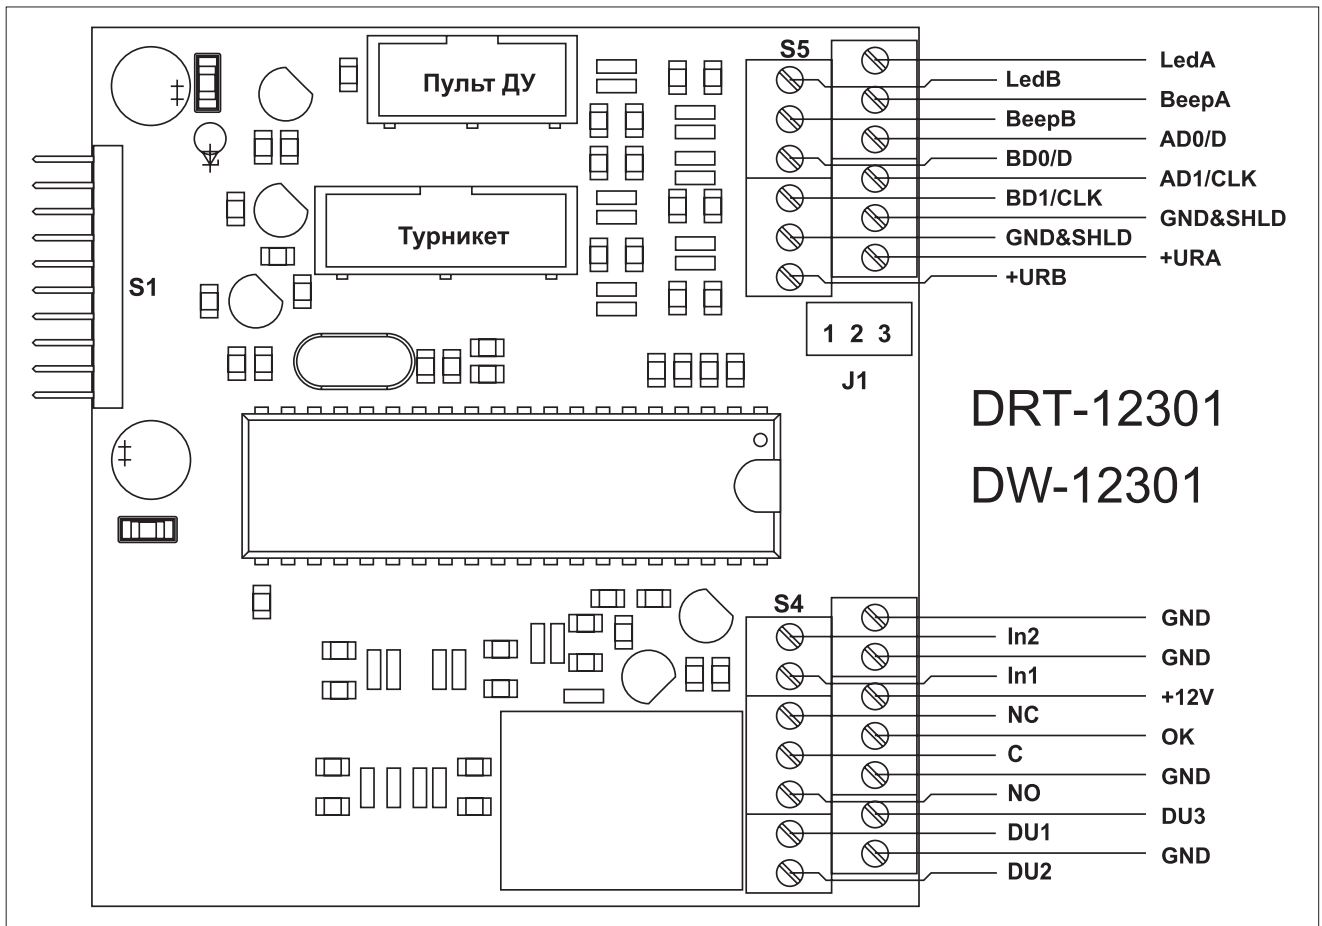 S5
LedA
Пульт ДУ
LedB
BeepA
BeepB
AD0/D
BD0/D
AD1/CLK
BD1/CLK
GND&SHLD
Турникет
GND&SHLD
+URA
+URB
S1
1 2 3
J1
DRT-12301
DW-12301
S4
GND
In2
GND
In1
+12V
NC
OK
C
GND
NO
DU3
DU1
GND
DU2